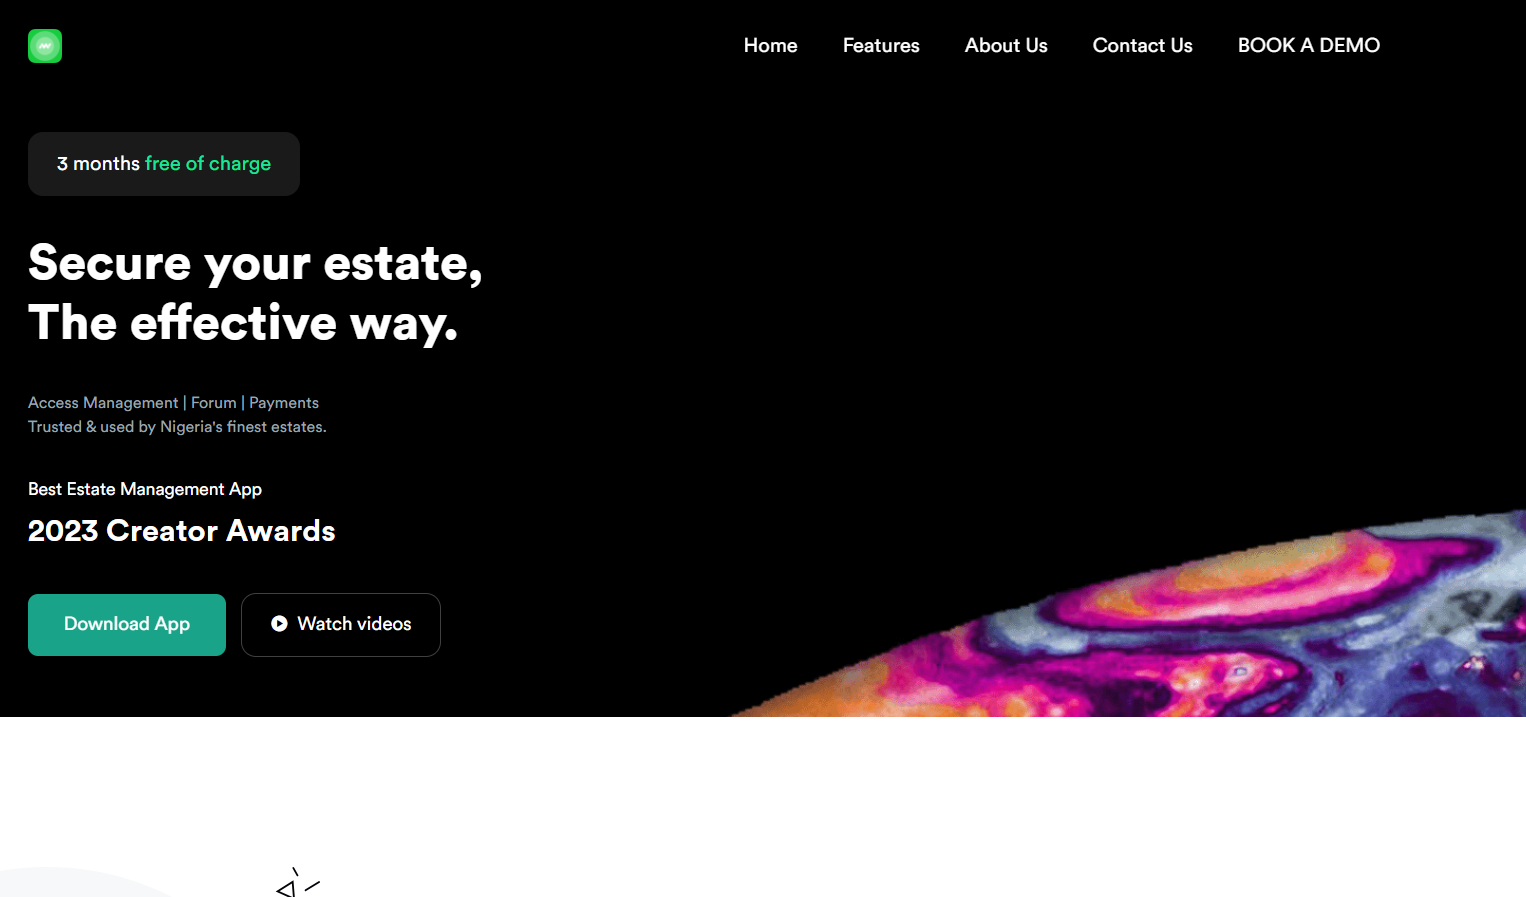 Home Features About Us Contact Us BOOK A DEMO
3 months free of charge
Secure your estate,
The effective way.
Access Management | Forum | Payments
Trusted & used by Nigeria's finest estates.
Best Estate Management App
2023 Creator Awards
Download App Watch videos